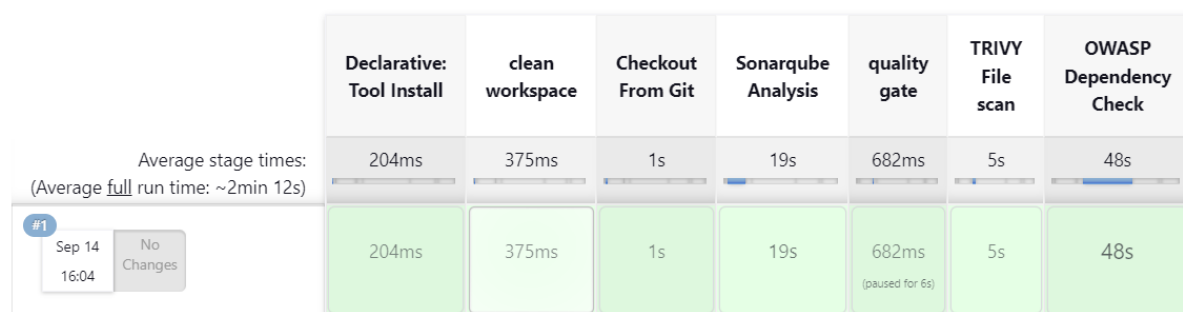 Declarative:
Tool Install
clean
workspace
Checkout
From Git
Sonarqube
Analysis
quality
gate
TRIVY
File
scan
OWASP
Dependency
Check
Average stage times:
(Average full run time: ~2min 12s)
204ms
375ms
1s
19s
682ms
5s
48s
#1
Sep 14
16:04
No
Changes
204ms
375ms
1s
19s
682ms
(paused for 6s)
5s
48s